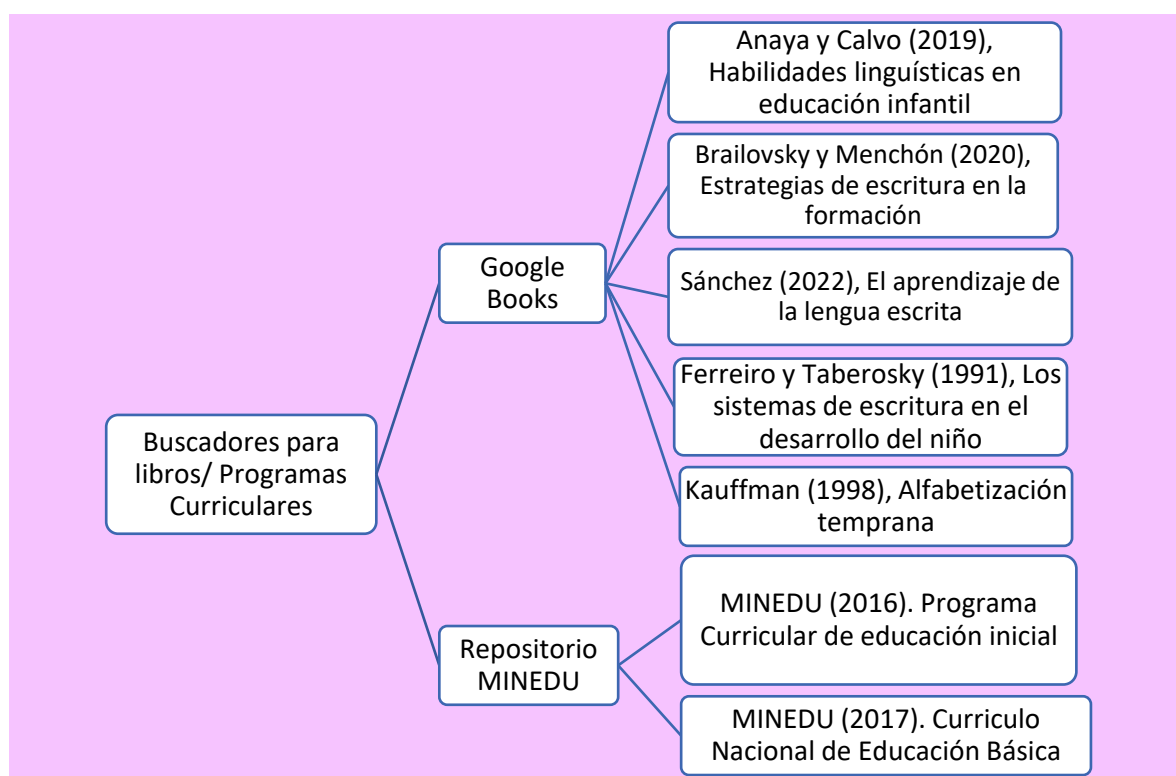 Buscadores para
libros/ Programas
Curriculares
Google
Books
Anaya y Calvo (2019),
Habilidades linguísticas en
educación infantil
Brailovsky y Menchón (2020),
Estrategias de escritura en la
formación
Sánchez (2022), El aprendizaje de
la lengua escrita
Ferreiro y Taberosky (1991), Los
sistemas de escritura en el
desarrollo del niño
Kauffman (1998), Alfabetización
temprana
Repositorio
MINEDU
MINEDU (2016). Programa
Curricular de educación inicial
MINEDU (2017). Curriculo
Nacional de Educación Básica